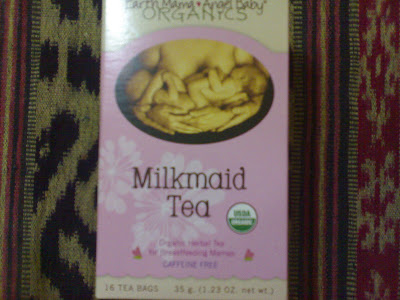 Earth Mama Angel Baby®
ORGANICS
Milkmaid
Tea
USDA
ORGANIC
Organic Herbal Tea
for Breastfeeding Mamas
CAFFEINE FREE
16 TEA BAGS 35 g. (1.23 OZ. net wt.)